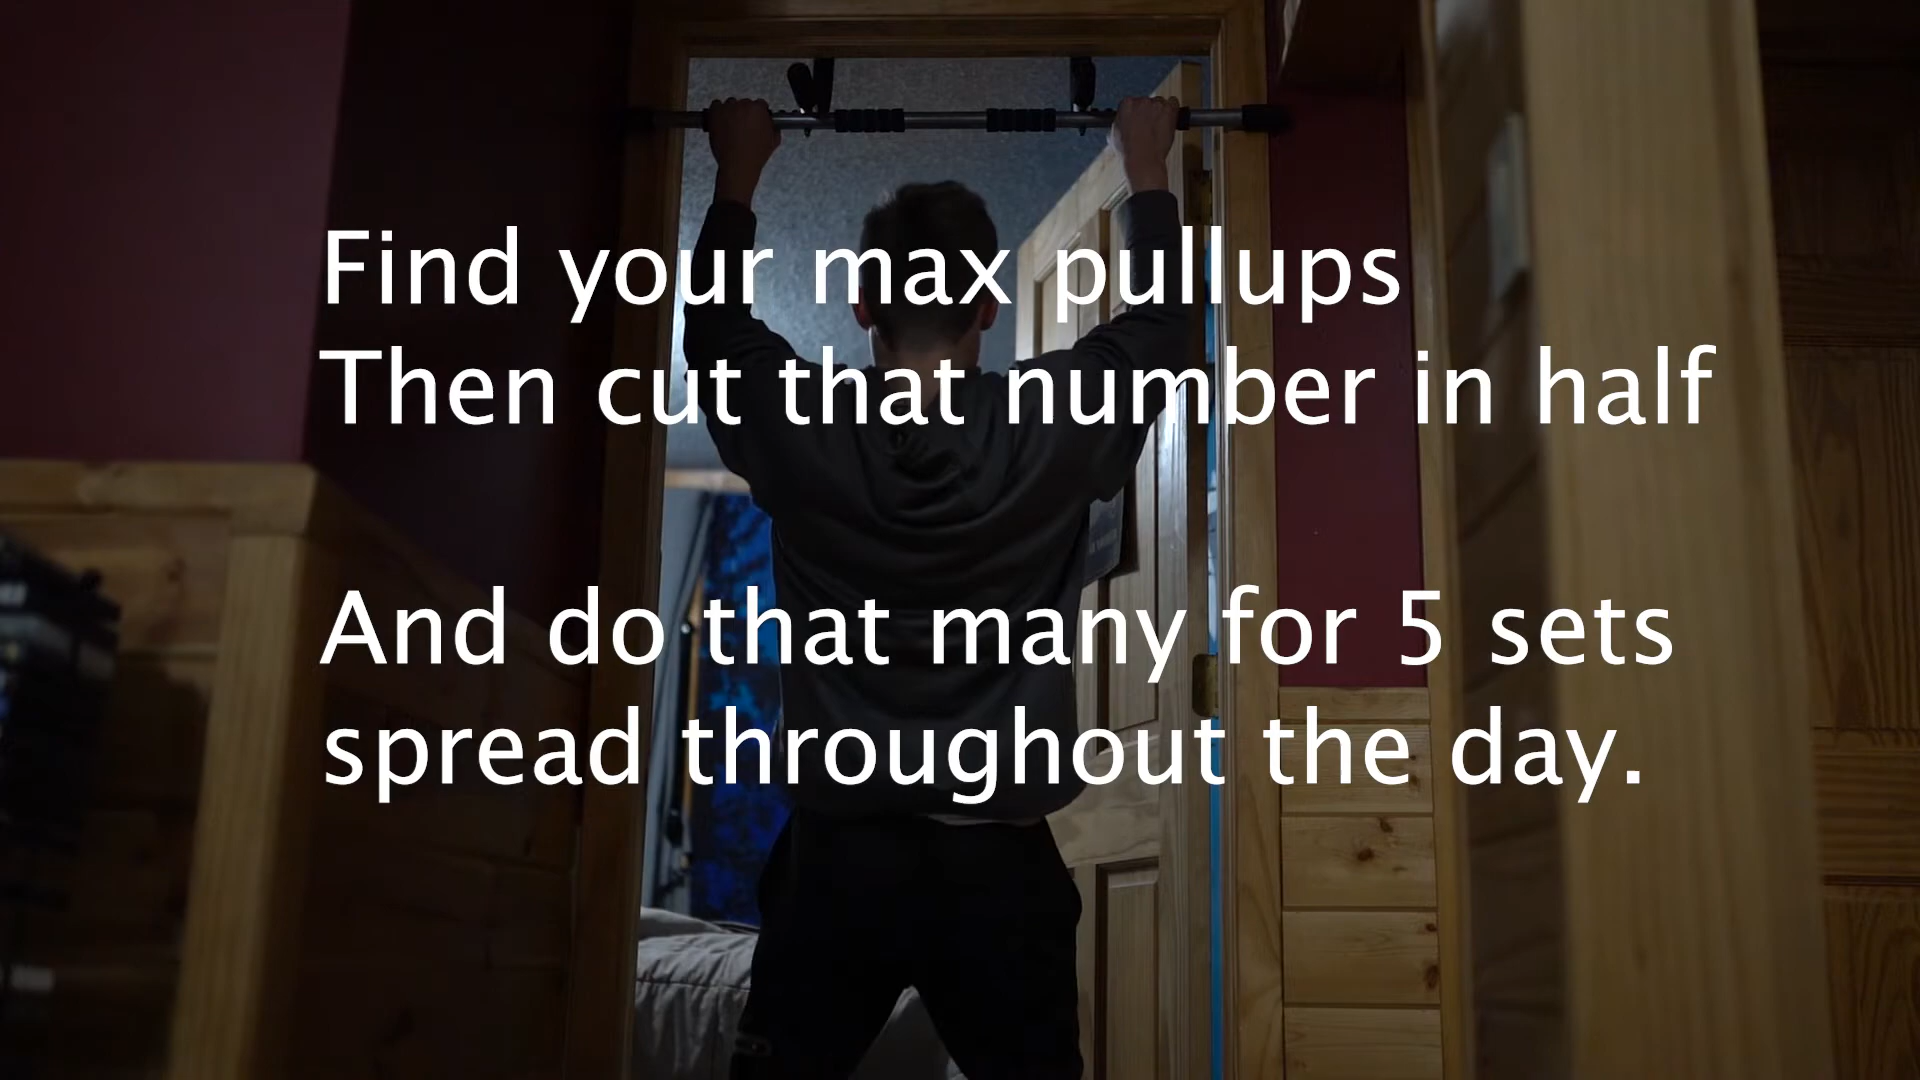 Find your max pullups
Then cut that number in half
And do that many for 5 sets
spread throughout the day.